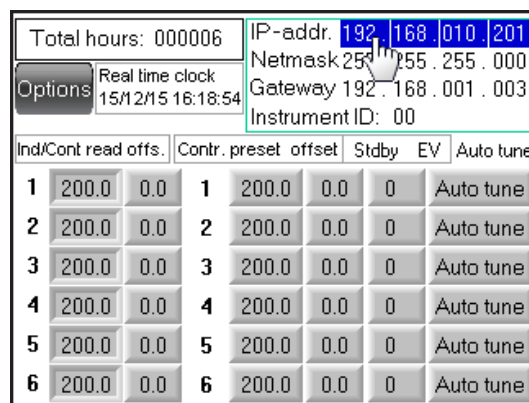 Total hours: 000006
IP-addr. 192.168.010.201
Netmask 25 255.255.000
Gateway 192.168.001.003
Instrument ID: 00
Options
Real time clock
15/12/15 16:18:54
Ind/Cont read offs. Contr. preset offset Stdby EV Auto tune
1 200.0 0.0 1 200.0 0.0 0 Auto tune
2 200.0 0.0 2 200.0 0.0 0 Auto tune
3 200.0 0.0 3 200.0 0.0 0 Auto tune
4 200.0 0.0 4 200.0 0.0 0 Auto tune
5 200.0 0.0 5 200.0 0.0 0 Auto tune
6 200.0 0.0 6 200.0 0.0 0 Auto tune